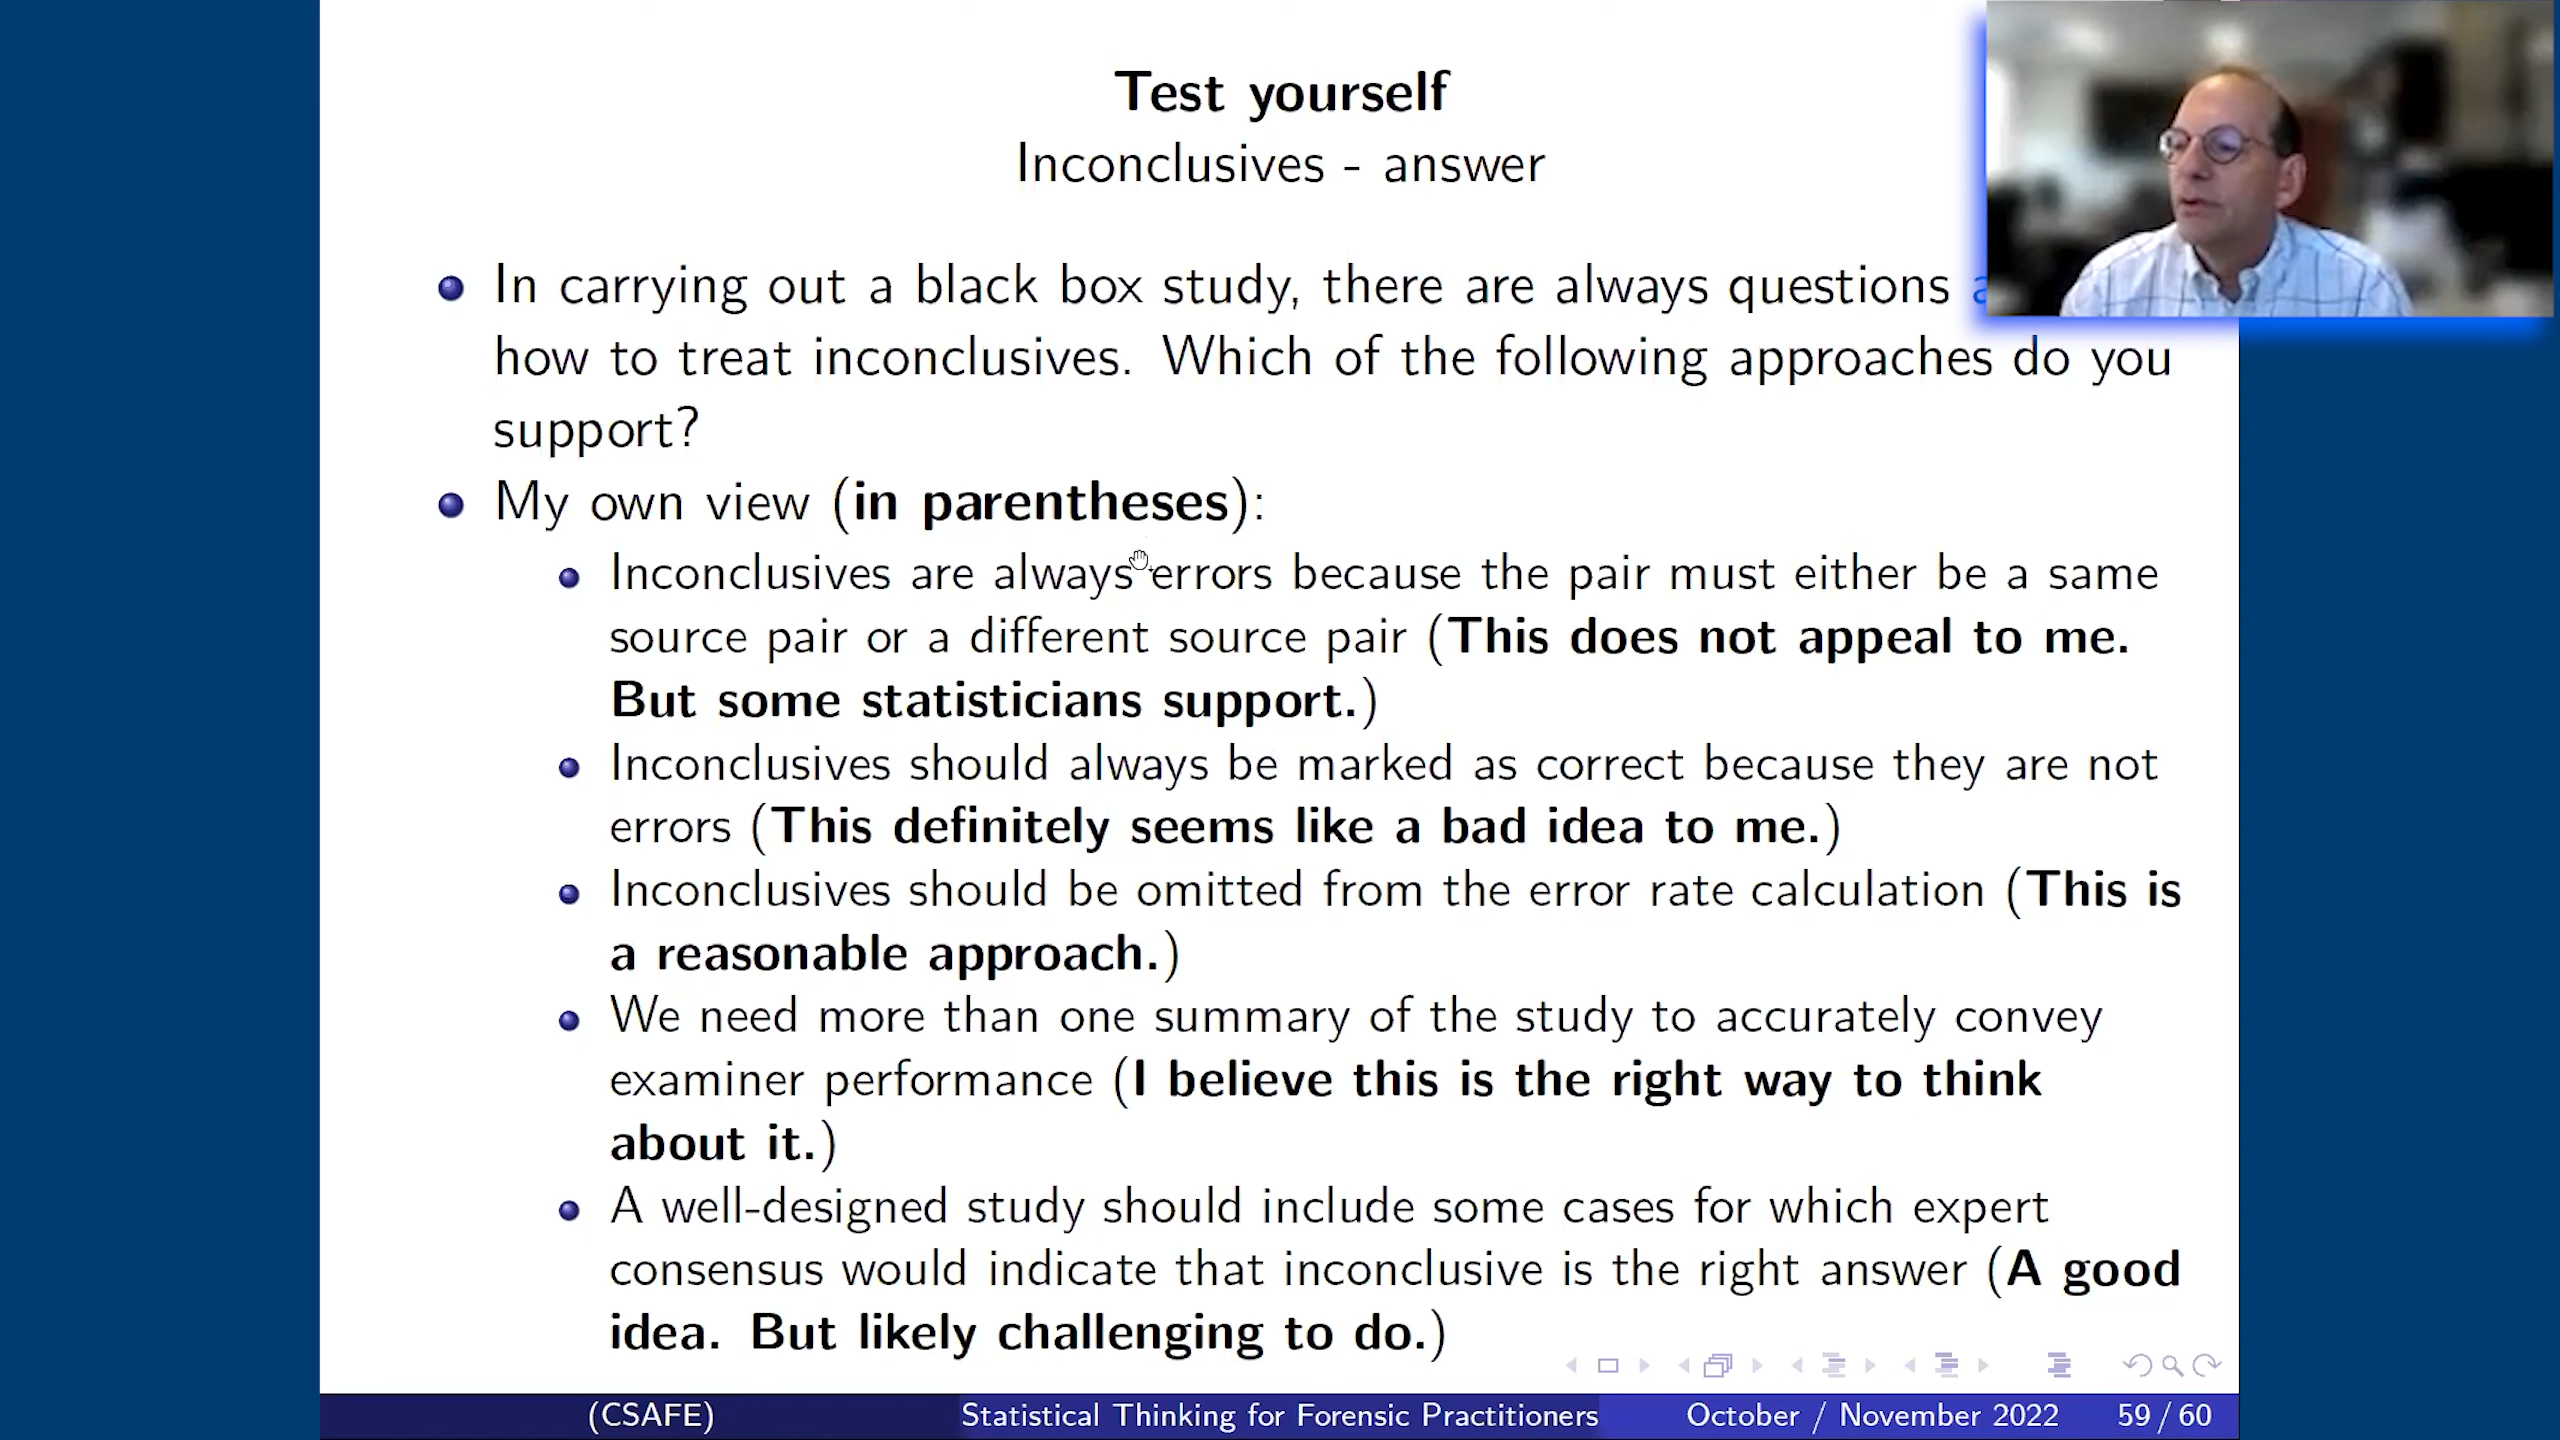 Test yourself
Inconclusives - answer
In carrying out a black box study, there are always questions
how to treat inconclusives. Which of the following approaches do you
support?
My own view (in parentheses):
Inconclusives are always errors because the pair must either be a same
source pair or a different source pair (This does not appeal to me.
But some statisticians support.)
Inconclusives should always be marked as correct because they are not
errors (This definitely seems like a bad idea to me.)
Inconclusives should be omitted from the error rate calculation (This is
a reasonable approach.)
We need more than one summary of the study to accurately convey
examiner performance (I believe this is the right way to think
about it.)
A well-designed study should include some cases for which expert
consensus would indicate that inconclusive is the right answer (A good
idea. But likely challenging to do.)
(CSAFE) Statistical Thinking for Forensic Practitioners October / November 2022 59 / 60